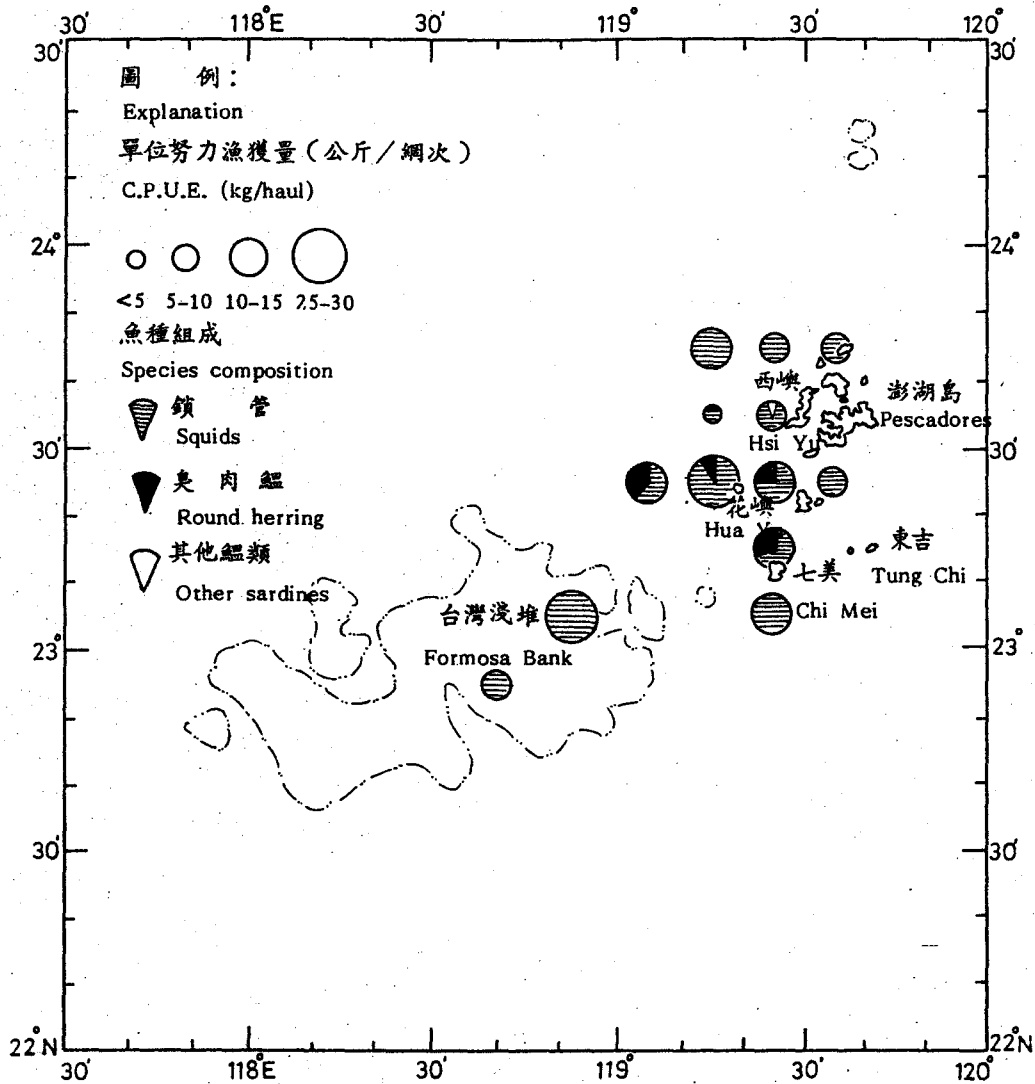 30′ 118°E 30′ 119° 30′ 120°
30′ 30′
圖 例：
Explanation
單位努力漁獲量（公斤／網次）
C.P.U.E. (kg/haul)
24° 24°
<5 5-10 10-15 25-30
魚種組成
Species composition
鎖 管
Squids
臭 肉 鰮
Round herring
其他鰮類
Other sardines
西嶼
Hsi Yu
澎湖島
Pescadores
30′ 30′
花嶼
Hua Y
東吉
Tung Chi
七美
Chi Mei
台灣淺堆
Formosa Bank
23° 23°
30′ 30′
22°N 22°N
30′ 118°E 30′ 119° 30′ 120°